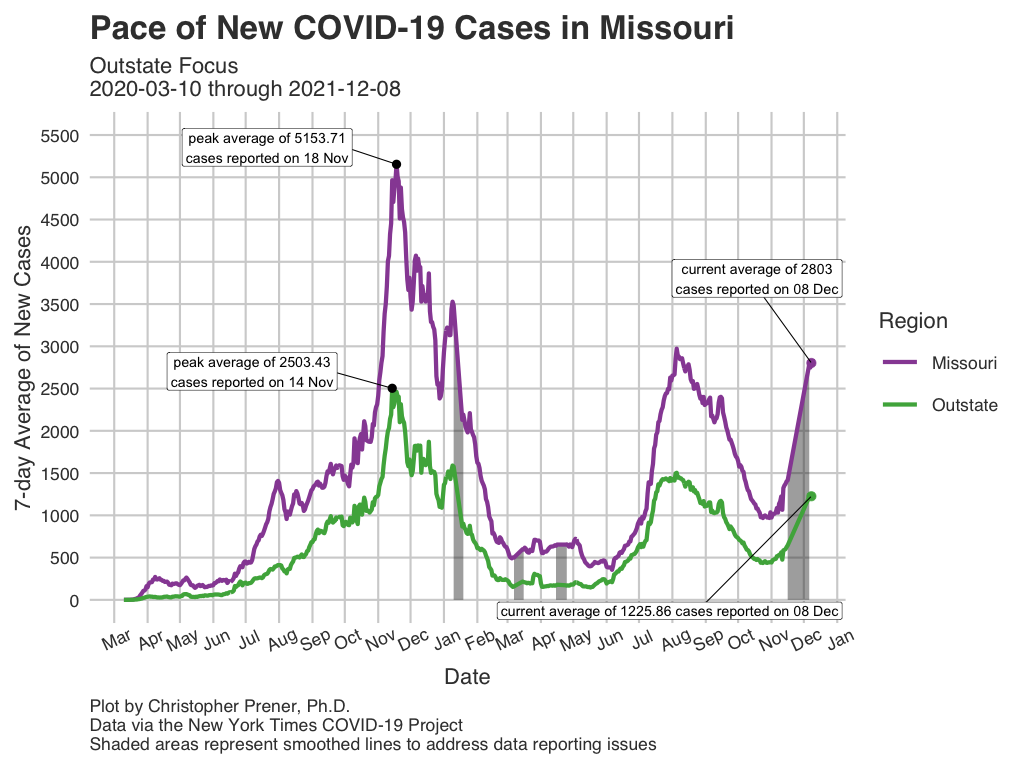 Pace of New COVID-19 Cases in Missouri
Outstate Focus
2020-03-10 through 2021-12-08
7-day Average of New Cases
5500
5000
4500
4000
3500
3000
2500
2000
1500
1000
500
0
peak average of 5153.71
cases reported on 18 Nov
peak average of 2503.43
cases reported on 14 Nov
current average of 2803
cases reported on 08 Dec
current average of 1225.86 cases reported on 08 Dec
Region
Missouri
Outstate
Mar Apr May Jun Jul Aug Sep Oct Nov Dec Jan Feb Mar Apr May Jun Jul Aug Sep Oct Nov Dec Jan
Date
Plot by Christopher Prener, Ph.D.
Data via the New York Times COVID-19 Project
Shaded areas represent smoothed lines to address data reporting issues